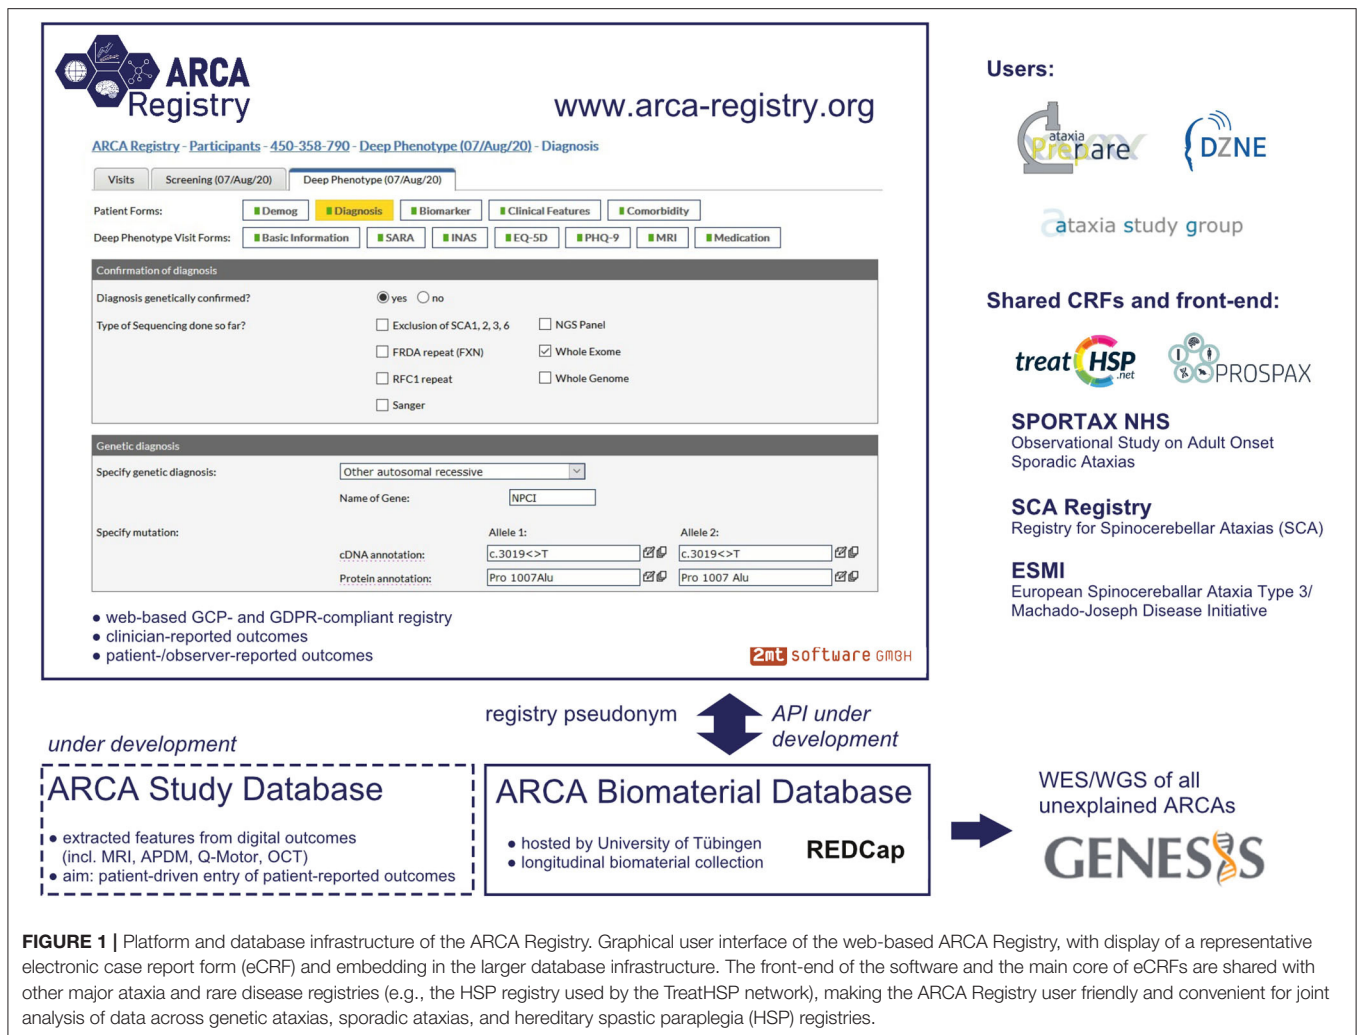 ARCA
Registry
www.arca-registry.org
ARCA Registry - Participants - 450-358-790 - Deep Phenotype (07/Aug/20) - Diagnosis
Visits Screening (07/Aug/20) Deep Phenotype (07/Aug/20)
Patient Forms: Demog Diagnosis Biomarker Clinical Features Comorbidity
Deep Phenotype Visit Forms: Basic Information SARA INAS EQ-5D PHQ-9 MRI Medication
Confirmation of diagnosis
Diagnosis genetically confirmed? yes no
Type of Sequencing done so far? Exclusion of SCA1, 2, 3, 6 NGS Panel
FRDA repeat (FXN) Whole Exome
RFC1 repeat Whole Genome
Sanger
Genetic diagnosis
Specify genetic diagnosis: Other autosomal recessive
Name of Gene: NPCI
Specify mutation: Allele 1: Allele 2:
cDNA annotation: c.3019<>T c.3019<>T
Protein annotation: Pro 1007Alu Pro 1007 Alu
● web-based GCP- and GDPR-compliant registry
● clinician-reported outcomes
● patient-/observer-reported outcomes
2mt software GMBH
Users:
ataxia
Prepare
DZNE
ataxia study group
Shared CRFs and front-end:
treat HSP
.net
PROSPAX
SPORTAX NHS
Observational Study on Adult Onset
Sporadic Ataxias
SCA Registry
Registry for Spinocerebellar Ataxias (SCA)
ESMI
European Spinocereballar Ataxia Type 3/
Machado-Joseph Disease Initiative
registry pseudonym
API under
development
under development
ARCA Study Database
● extracted features from digital outcomes
(incl. MRI, APDM, Q-Motor, OCT)
● aim: patient-driven entry of patient-reported outcomes
ARCA Biomaterial Database
● hosted by University of Tübingen
● longitudinal biomaterial collection
REDCap
WES/WGS of all
unexplained ARCAs
GENESIS
FIGURE 1 | Platform and database infrastructure of the ARCA Registry. Graphical user interface of the web-based ARCA Registry, with display of a representative
electronic case report form (eCRF) and embedding in the larger database infrastructure. The front-end of the software and the main core of eCRFs are shared with
other major ataxia and rare disease registries (e.g., the HSP registry used by the TreatHSP network), making the ARCA Registry user friendly and convenient for joint
analysis of data across genetic ataxias, sporadic ataxias, and hereditary spastic paraplegia (HSP) registries.